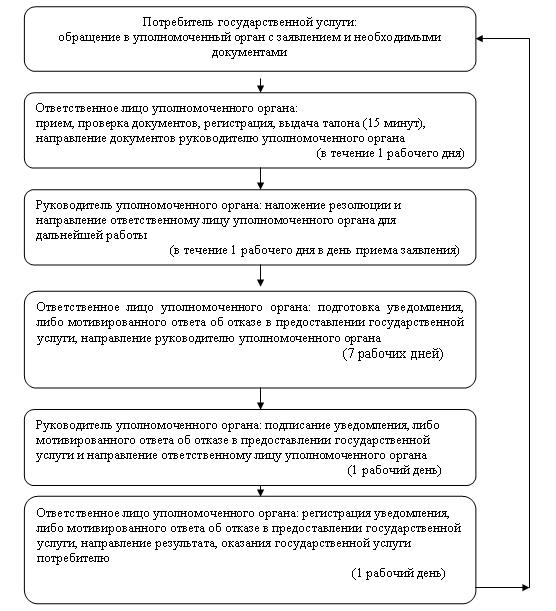 Потребитель государственной услуги:
обращение в уполномоченный орган с заявлением и необходимыми
документами
Ответственное лицо уполномоченного органа:
прием, проверка документов, регистрация, выдача талона (15 минут),
направление документов руководителю уполномоченного органа
(в течение 1 рабочего дня)
Руководитель уполномоченного органа: наложение резолюции и
направление ответственному лицу уполномоченного органа для
дальнейшей работы
(в течение 1 рабочего дня в день приема заявления)
Ответственное лицо уполномоченного органа: подготовка уведомления,
либо мотивированного ответа об отказе в предоставлении государственной
услуги, направление руководителю уполномоченного органа
(7 рабочих дней)
Руководитель уполномоченного органа: подписание уведомления, либо
мотивированного ответа об отказе в предоставлении государственной
услуги и направление ответственному лицу уполномоченного органа
(1 рабочий день)
Ответственное лицо уполномоченного органа: регистрация уведомления,
либо мотивированного ответа об отказе в предоставлении государственной
услуги, направление результата, оказания государственной услуги
потребителю
(1 рабочий день)